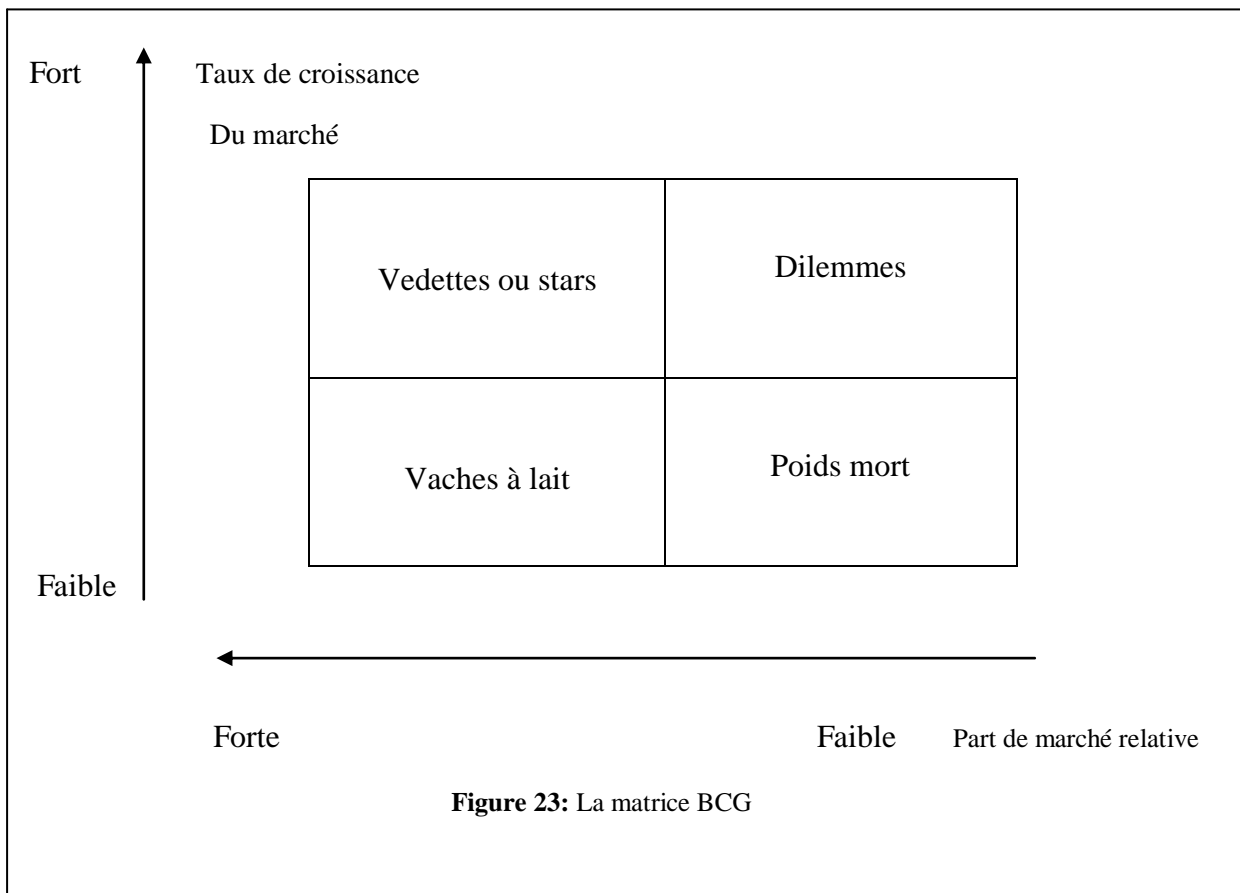 Fort
Taux de croissance
Du marché
Vedettes ou stars
Dilemmes
Vaches à lait
Poids mort
Faible
Forte
Faible
Part de marché relative
Figure 23: La matrice BCG